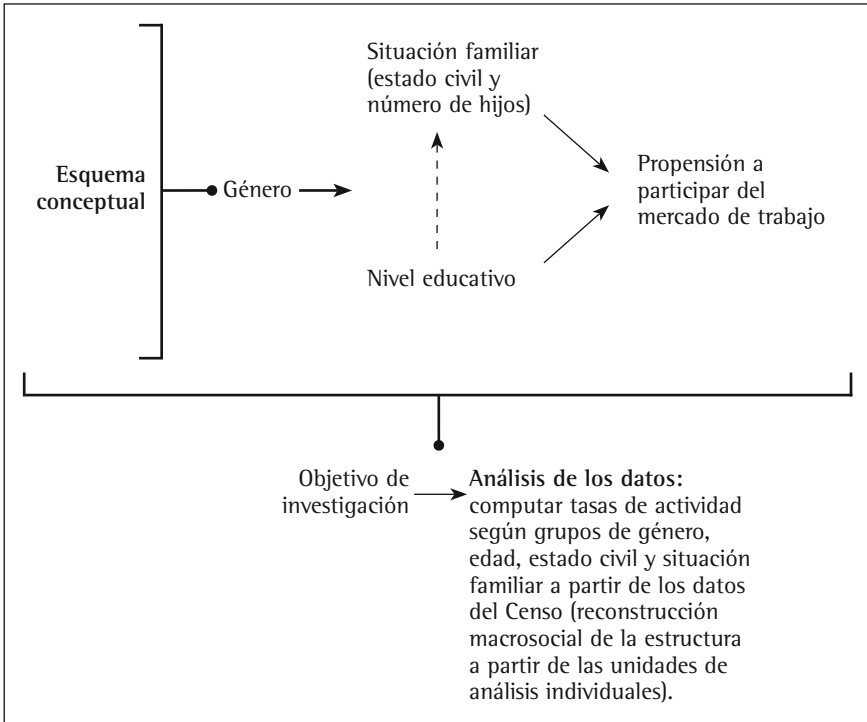 Situación familiar
(estado civil y
número de hijos)
Esquema
conceptual
Género
Propensión a
participar del
mercado de trabajo
Nivel educativo
Objetivo de
investigación
Análisis de los datos:
computar tasas de actividad
según grupos de género,
edad, estado civil y situación
familiar a partir de los datos
del Censo (reconstrucción
macrosocial de la estructura
a partir de las unidades de
análisis individuales).